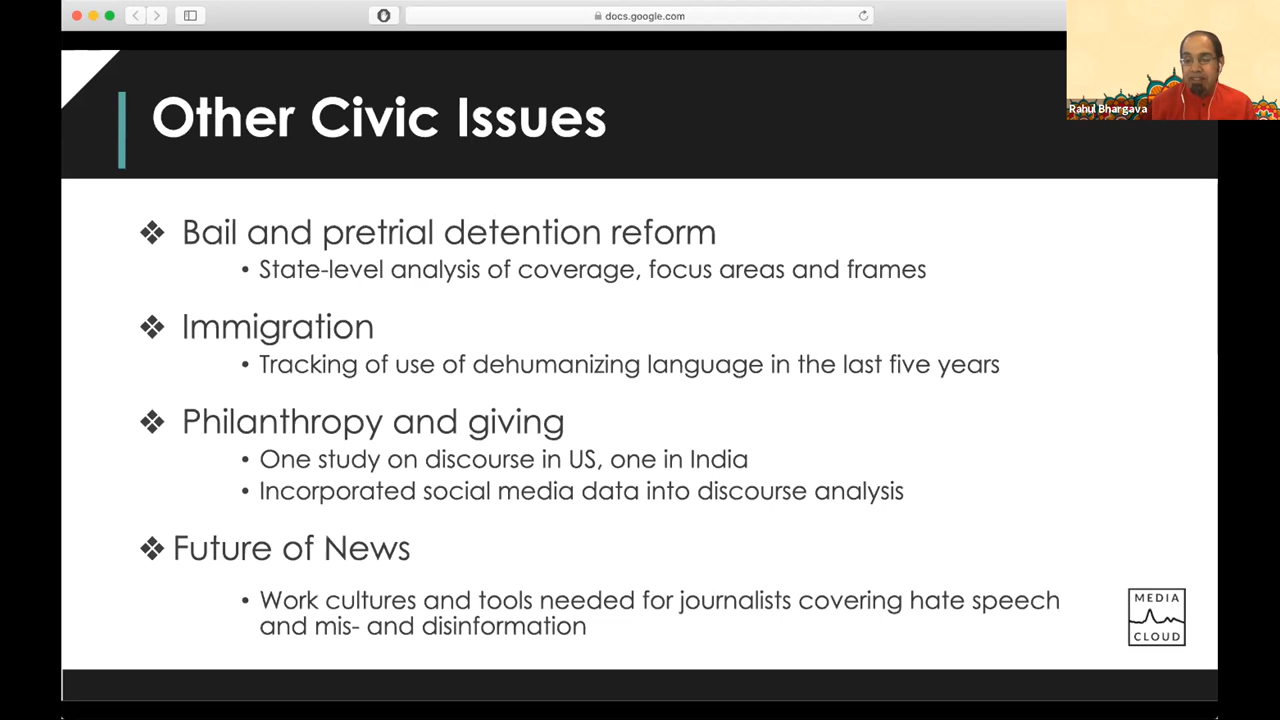 docs.google.com
Rahul Bhargava
Other Civic Issues
❖ Bail and pretrial detention reform
• State-level analysis of coverage, focus areas and frames
❖ Immigration
• Tracking of use of dehumanizing language in the last five years
❖ Philanthropy and giving
• One study on discourse in US, one in India
• Incorporated social media data into discourse analysis
❖ Future of News
• Work cultures and tools needed for journalists covering hate speech
and mis- and disinformation
MEDIA
CLOUD